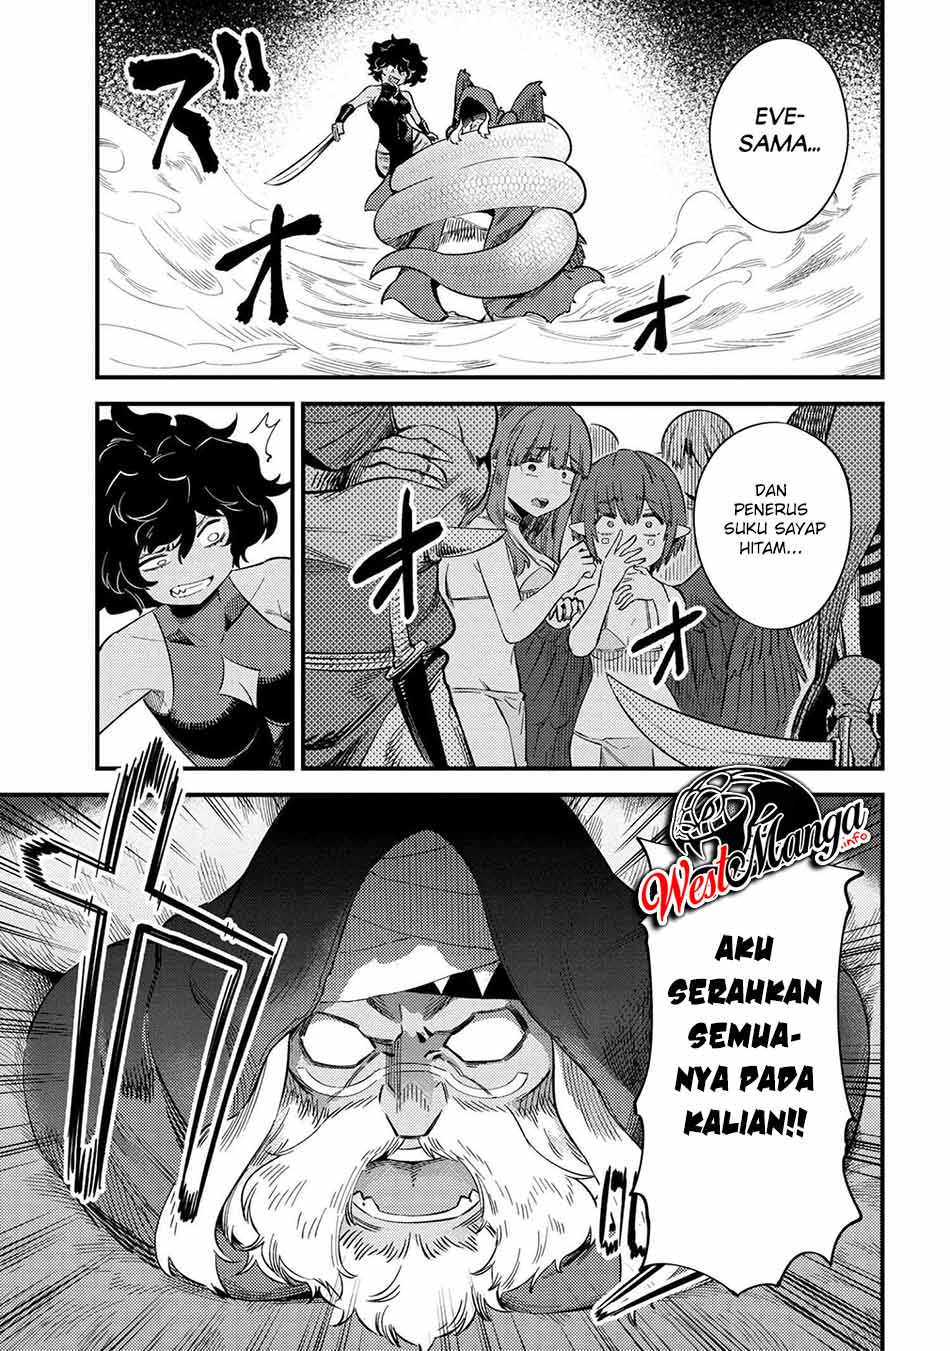 EVE-
SAMA...
ズ
オ
オ
DAN
PENERUS
SUKU SAYAP
HITAM...
オ
オ
WESTMANGA
.info
AKU
SERAHKAN
SEMUA-
NYA PADA
KALIAN!!